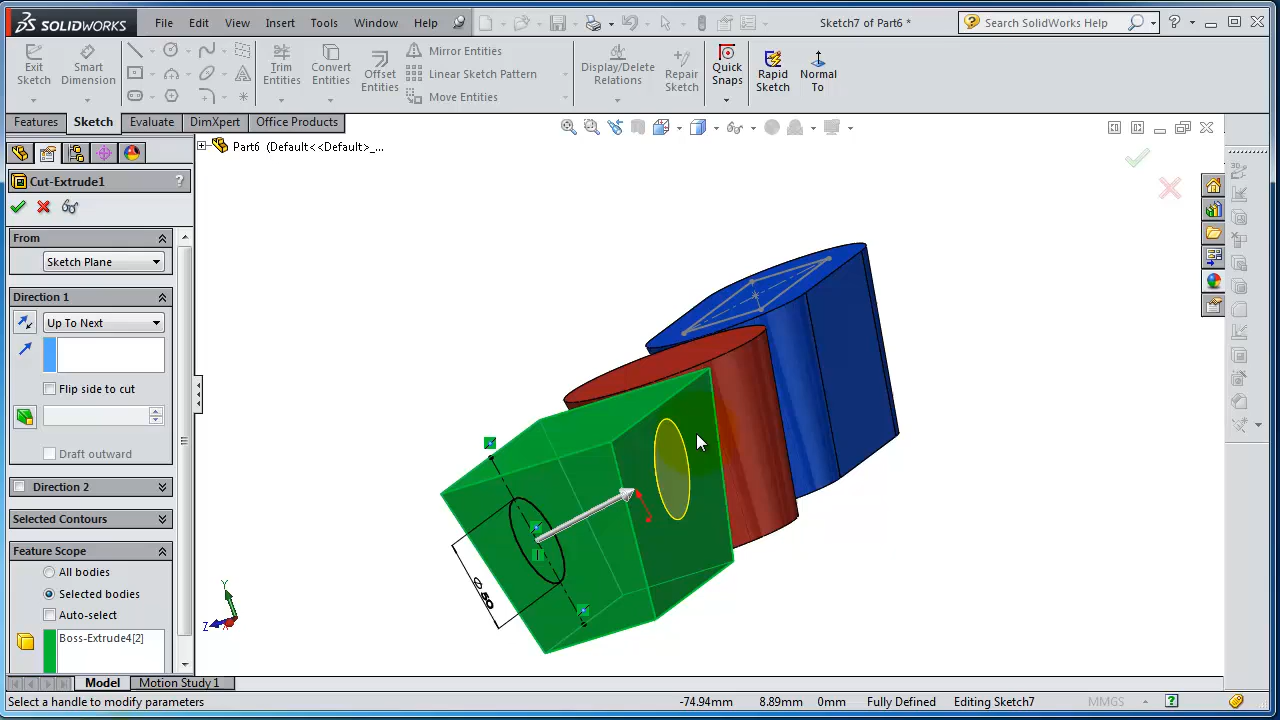 SOLIDWORKS File Edit View Insert Tools Window Help Sketch7 of Part6 * Search SolidWorks Help
Exit Sketch
Smart Dimension
Trim Entities
Convert Entities
Offset Entities
Mirror Entities
Linear Sketch Pattern
Move Entities
Display/Delete Relations
Repair Sketch
Quick Snaps
Rapid Sketch
Normal To
Features Sketch Evaluate DimXpert Office Products
Part6 (Default<<Default>_...
Cut-Extrude1 ?
From
Sketch Plane
Direction 1
Up To Next
Flip side to cut
Draft outward
Direction 2
Selected Contours
Feature Scope
All bodies
Selected bodies
Auto-select
Boss-Extrude4[2]
∅ 50
Y
Z
X
3D
Model Motion Study 1
Select a handle to modify parameters -74.94mm 8.89mm 0mm Fully Defined Editing Sketch7 MMGS ?